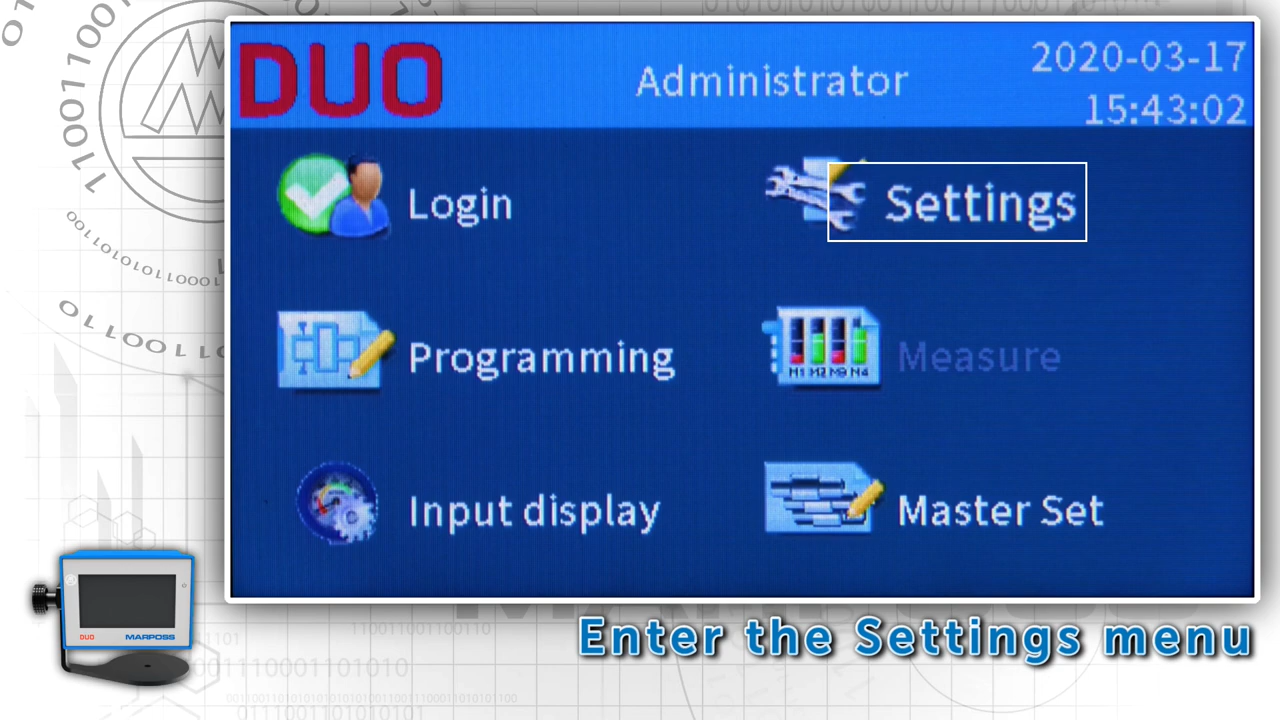 DUO
Administrator
2020-03-17
15:43:02
Login
Settings
Programming
Measure
Input display
Master Set
Enter the Settings menu
DUO
MARPOSS